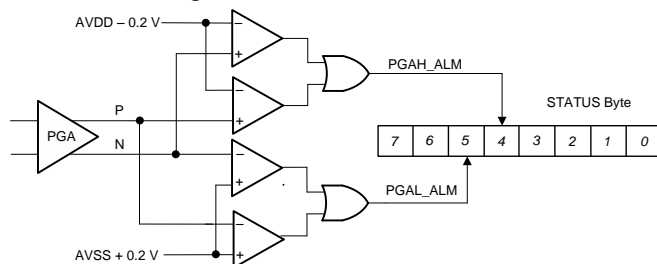 AVDD – 0.2 V
PGAH_ALM
STATUS Byte
P
PGA
N
7 6 5 4 3 2 1 0
PGAL_ALM
AVSS + 0.2 V